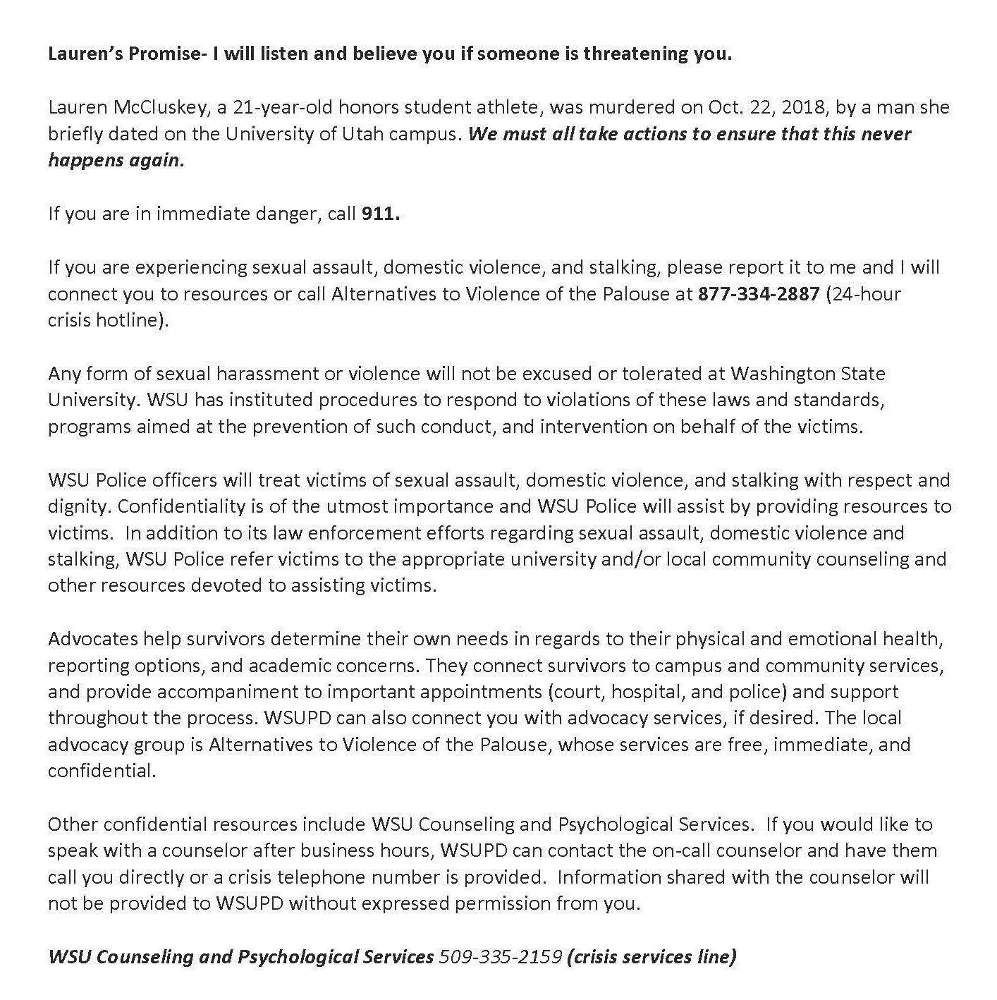 Lauren’s Promise- I will listen and believe you if someone is threatening you.
Lauren McCluskey, a 21-year-old honors student athlete, was murdered on Oct. 22, 2018, by a man she
briefly dated on the University of Utah campus. We must all take actions to ensure that this never
happens again.
If you are in immediate danger, call 911.
If you are experiencing sexual assault, domestic violence, and stalking, please report it to me and I will
connect you to resources or call Alternatives to Violence of the Palouse at 877-334-2887 (24-hour
crisis hotline).
Any form of sexual harassment or violence will not be excused or tolerated at Washington State
University. WSU has instituted procedures to respond to violations of these laws and standards,
programs aimed at the prevention of such conduct, and intervention on behalf of the victims.
WSU Police officers will treat victims of sexual assault, domestic violence, and stalking with respect and
dignity. Confidentiality is of the utmost importance and WSU Police will assist by providing resources to
victims.  In addition to its law enforcement efforts regarding sexual assault, domestic violence and
stalking, WSU Police refer victims to the appropriate university and/or local community counseling and
other resources devoted to assisting victims.
Advocates help survivors determine their own needs in regards to their physical and emotional health,
reporting options, and academic concerns. They connect survivors to campus and community services,
and provide accompaniment to important appointments (court, hospital, and police) and support
throughout the process. WSUPD can also connect you with advocacy services, if desired. The local
advocacy group is Alternatives to Violence of the Palouse, whose services are free, immediate, and
confidential.
Other confidential resources include WSU Counseling and Psychological Services.  If you would like to
speak with a counselor after business hours, WSUPD can contact the on-call counselor and have them
call you directly or a crisis telephone number is provided.  Information shared with the counselor will
not be provided to WSUPD without expressed permission from you.
WSU Counseling and Psychological Services 509-335-2159 (crisis services line)